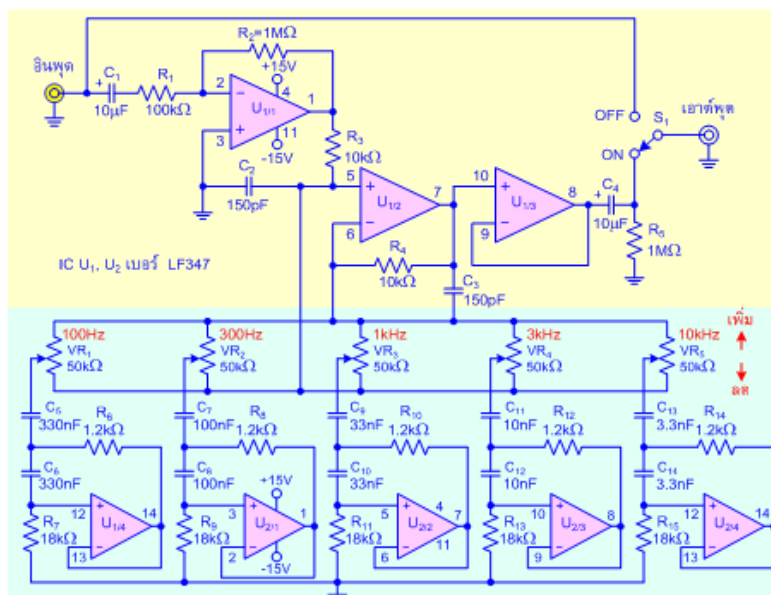 อินพุต
C1
10µF
R1
100kΩ
R2=1MΩ
+15V
2
−
4
1
U1/1
3
+
11
-15V
C2
150pF
R3
10kΩ
5
+
7
U1/2
6
−
R4
10kΩ
C3
150pF
10
+
8
U1/3
9
−
C4
10µF
R5
1MΩ
OFF
S1
ON
เอาต์พุต
IC U1, U2 เบอร์ LF347
100Hz
VR1
50kΩ
300Hz
VR2
50kΩ
1kHz
VR3
50kΩ
3kHz
VR4
50kΩ
10kHz
VR5
50kΩ
เพิ่ม
ลด
C5
330nF
R6
1.2kΩ
C6
330nF
12
+
14
U1/4
13
−
R7
18kΩ
C7
100nF
R8
1.2kΩ
C8
100nF
+15V
3
+
1
U2/1
2
−
-15V
R9
18kΩ
C9
33nF
R10
1.2kΩ
C10
33nF
5
+
4
7
U2/2
6
−
11
R11
18kΩ
C11
10nF
R12
1.2kΩ
C12
10nF
10
+
8
U2/3
9
−
R13
18kΩ
C13
3.3nF
R14
1.2kΩ
C14
3.3nF
12
+
14
U2/4
13
−
R15
18kΩ